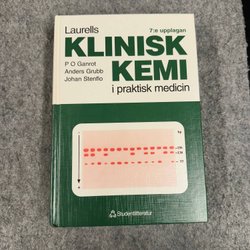 Laurells
7:e upplagan
KLINISK
P O Ganrot
Anders Grubb
Johan Stenflo
KEMI
i praktisk medicin
Studentlitteratur